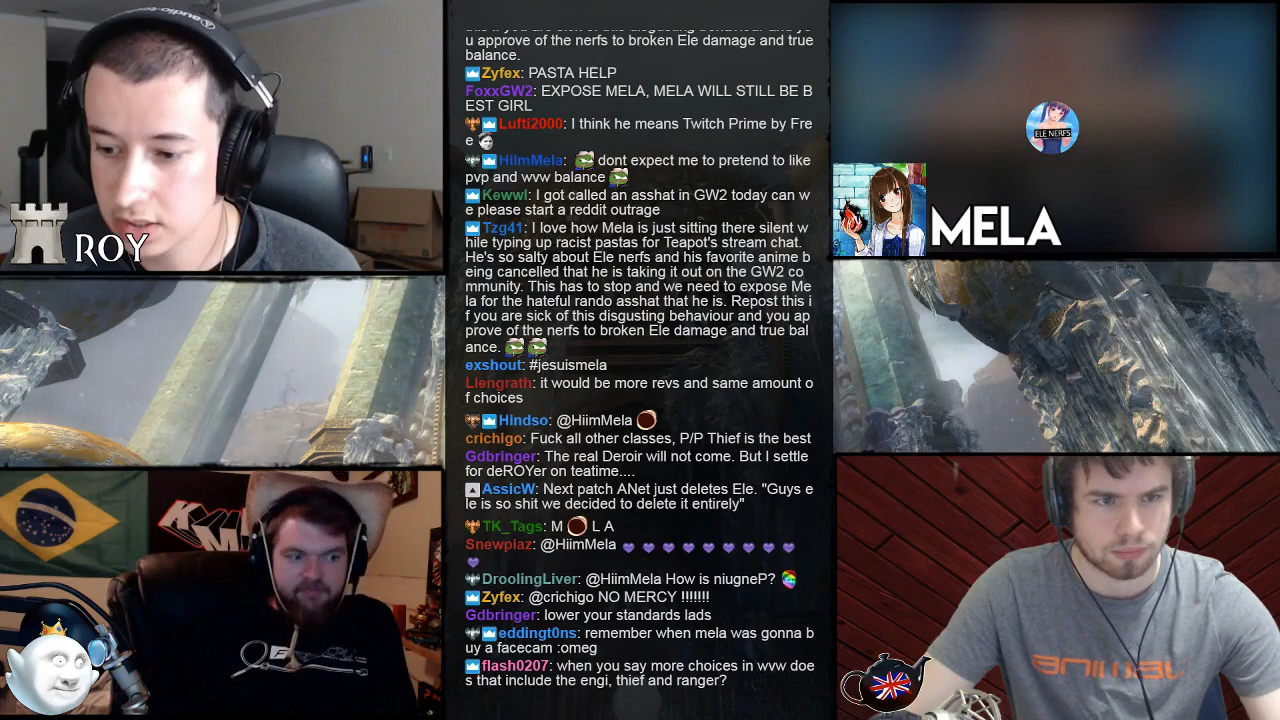 u approve of the nerfs to broken Ele damage and true
balance.
Zyfex: PASTA HELP
FoxxGW2: EXPOSE MELA, MELA WILL STILL BE B
EST GIRL
Lufti2000: I think he means Twitch Prime by Fre
e
HiimMela: dont expect me to pretend to like
pvp and wvw balance
Kewwl: I got called an asshat in GW2 today can w
e please start a reddit outrage
Tzg41: I love how Mela is just sitting there silent w
hile typing up racist pastas for Teapot's stream chat.
He's so salty about Ele nerfs and his favorite anime b
eing cancelled that he is taking it out on the GW2 co
mmunity. This has to stop and we need to expose Me
la for the hateful rando asshat that he is. Repost this i
f you are sick of this disgusting behaviour and you ap
prove of the nerfs to broken Ele damage and true bal
ance.
exshout: #jesuismela
Llengrath: it would be more revs and same amount o
f choices
Hindso: @HiimMela
crichigo: Fuck all other classes, P/P Thief is the best
Gdbringer: The real Deroir will not come. But I settle
for deROYer on teatime....
AssicW: Next patch ANet just deletes Ele. "Guys e
le is so shit we decided to delete it entirely"
TK_Tags: M L A
Snewpiaz: @HiimMela
DroolingLiver: @HiimMela How is niugneP?
Zyfex: @crichigo NO MERCY !!!!!!!
Gdbringer: lower your standards lads
eddingt0ns: remember when mela was gonna b
uy a facecam :omeg
flash0207: when you say more choices in wvw doe
s that include the engi, thief and ranger?
ROY
ELE NERFS
MELA